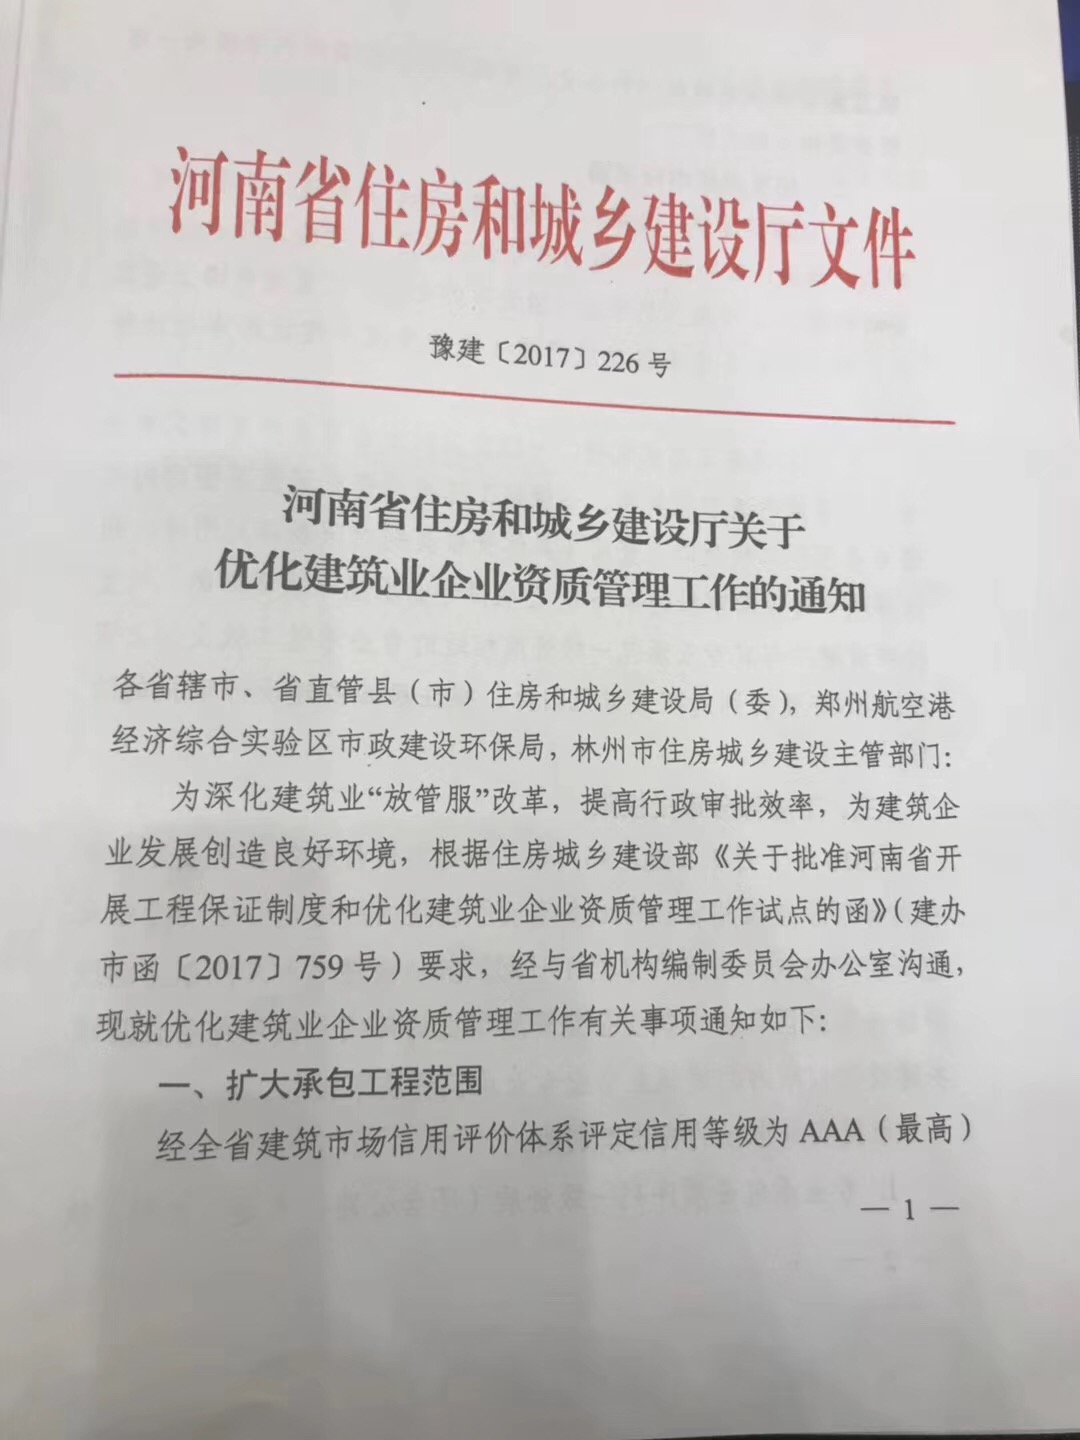 河南省住房和城乡建设厅文件
豫建〔2017〕226号
河南省住房和城乡建设厅关于
优化建筑业企业资质管理工作的通知
各省辖市、省直管县（市）住房和城乡建设局（委），郑州航空港
经济综合实验区市政建设环保局，林州市住房城乡建设主管部门：
为深化建筑业“放管服”改革，提高行政审批效率，为建筑企
业发展创造良好环境，根据住房城乡建设部《关于批准河南省开
展工程保证制度和优化建筑业企业资质管理工作试点的函》（建办
市函〔2017〕759号）要求，经与省机构编制委员会办公室沟通，
现就优化建筑业企业资质管理工作有关事项通知如下：
一、扩大承包工程范围
经全省建筑市场信用评价体系评定信用等级为AAA（最高）
— 1 —